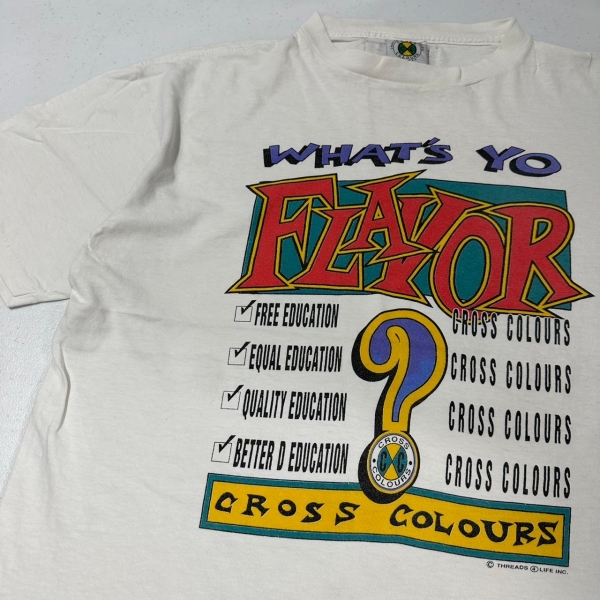 WHAT'S YO
FLAVOR
FREE EDUCATION CROSS COLOURS
EQUAL EDUCATION CROSS COLOURS
QUALITY EDUCATION CROSS COLOURS
BETTER D EDUCATION CROSS COLOURS
CROSS
C C
COLOURS
CROSS COLOURS
© THREADS 4 LIFE INC.